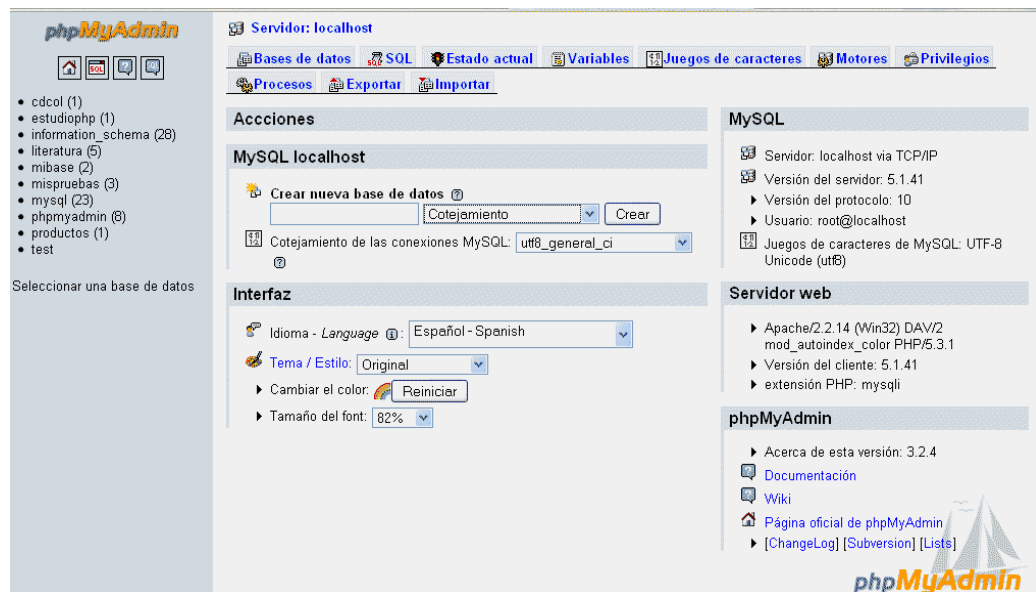 phpMyAdmin
SQL
cdcol (1)
estudiophp (1)
information_schema (28)
literatura (5)
mibase (2)
mispruebas (3)
mysql (23)
phpmyadmin (8)
productos (1)
test
Seleccionar una base de datos
Servidor: localhost
Bases de datos SQL Estado actual Variables Juegos de caracteres Motores Privilegios
Procesos Exportar Importar
Accciones
MySQL localhost
Crear nueva base de datos
Cotejamiento Crear
Cotejamiento de las conexiones MySQL: utf8_general_ci
Interfaz
Idioma - Language : Español - Spanish
Tema / Estilo: Original
Cambiar el color: Reiniciar
Tamaño del font: 82%
MySQL
Servidor: localhost via TCP/IP
Versión del servidor: 5.1.41
Versión del protocolo: 10
Usuario: root@localhost
Juegos de caracteres de MySQL: UTF-8
Unicode (utf8)
Servidor web
Apache/2.2.14 (Win32) DAV/2
mod_autoindex_color PHP/5.3.1
Versión del cliente: 5.1.41
extensión PHP: mysqli
phpMyAdmin
Acerca de esta versión: 3.2.4
Documentación
Wiki
Página oficial de phpMyAdmin
[ChangeLog] [Subversion] [Lists]
phpMyAdmin